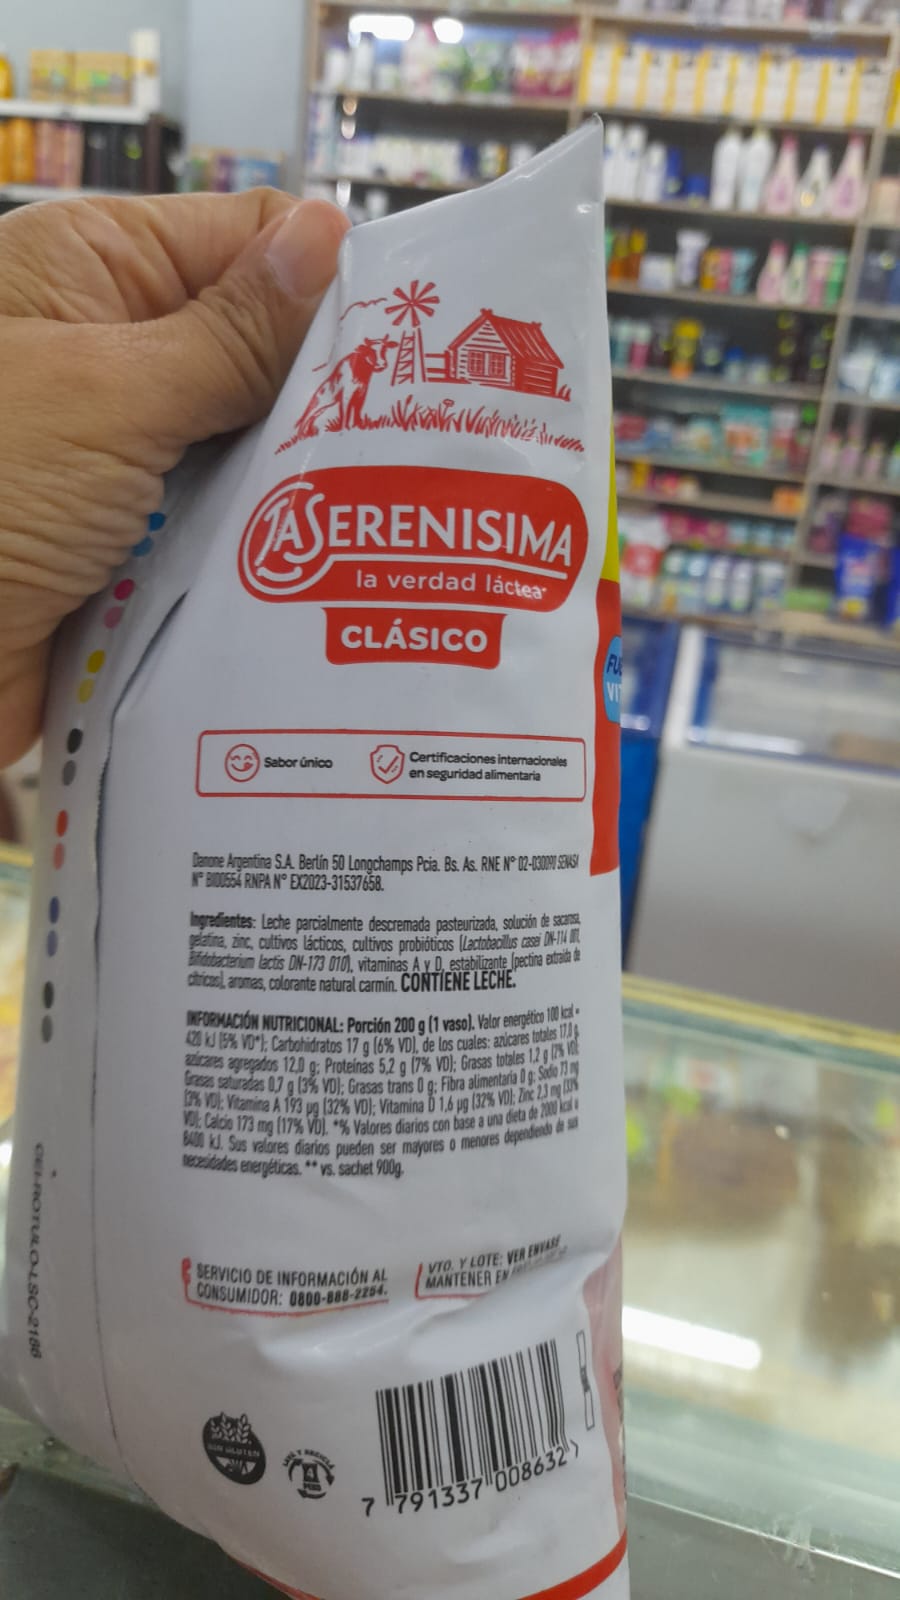 LASERENISIMA
la verdad láctea
CLÁSICO
FU
VI
Sabor único
Certificaciones internacionales
en seguridad alimentaria
Danone Argentina S.A. Berlín 50 Longchamps Pcia. Bs. As. RNE N° 02-030090 SENASA
N° BI00554 RNPA N° EX2023-31537658.
Ingredientes: Leche parcialmente descremada pasteurizada, solución de sacarosa,
gelatina, zinc, cultivos lácticos, cultivos probióticos (Lactobacillus casei DN-114 001,
Bifidobacterium lactis DN-173 010), vitaminas A y D, estabilizante (pectina extraída de
cítricos), aromas, colorante natural carmín. CONTIENE LECHE.
INFORMACIÓN NUTRICIONAL: Porción 200 g (1 vaso). Valor energético 100 kcal =
420 kJ (5% VD*); Carbohidratos 17 g (6% VD), de los cuales: azúcares totales 17,0 g,
azúcares agregados 12,0 g; Proteínas 5,2 g (7% VD); Grasas totales 1,2 g (2% VD);
Grasas saturadas 0,7 g (3% VD); Grasas trans 0 g; Fibra alimentaria 0 g; Sodio 73 mg
(3% VD); Vitamina A 193 µg (32% VD); Vitamina D 1,6 µg (32% VD); Zinc 2,3 mg (33%
VD); Calcio 173 mg (17% VD). *% Valores diarios con base a una dieta de 2000 kcal u
8400 kJ. Sus valores diarios pueden ser mayores o menores dependiendo de sus
necesidades energéticas. ** vs. sachet 900g.
SERVICIO DE INFORMACIÓN AL
CONSUMIDOR: 0800-888-2254.
VTO. Y LOTE: VER ENVASE
MANTENER EN
SIN GLUTEN
4
7 791337 008632